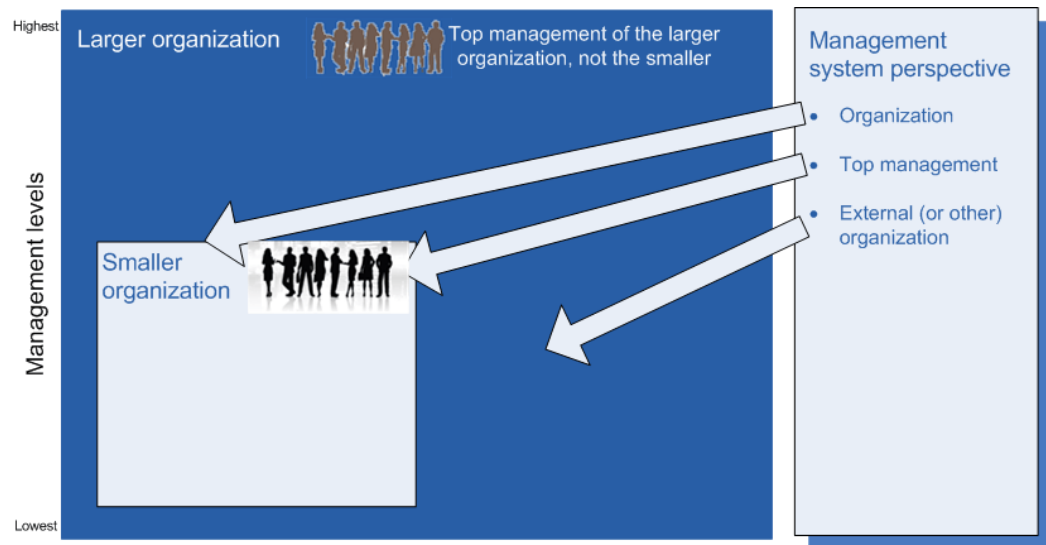 Highest
Larger organization
Top management of the larger
organization, not the smaller
Management
system perspective
• Organization
• Top management
• External (or other)
organization
Management levels
Smaller
organization
Lowest